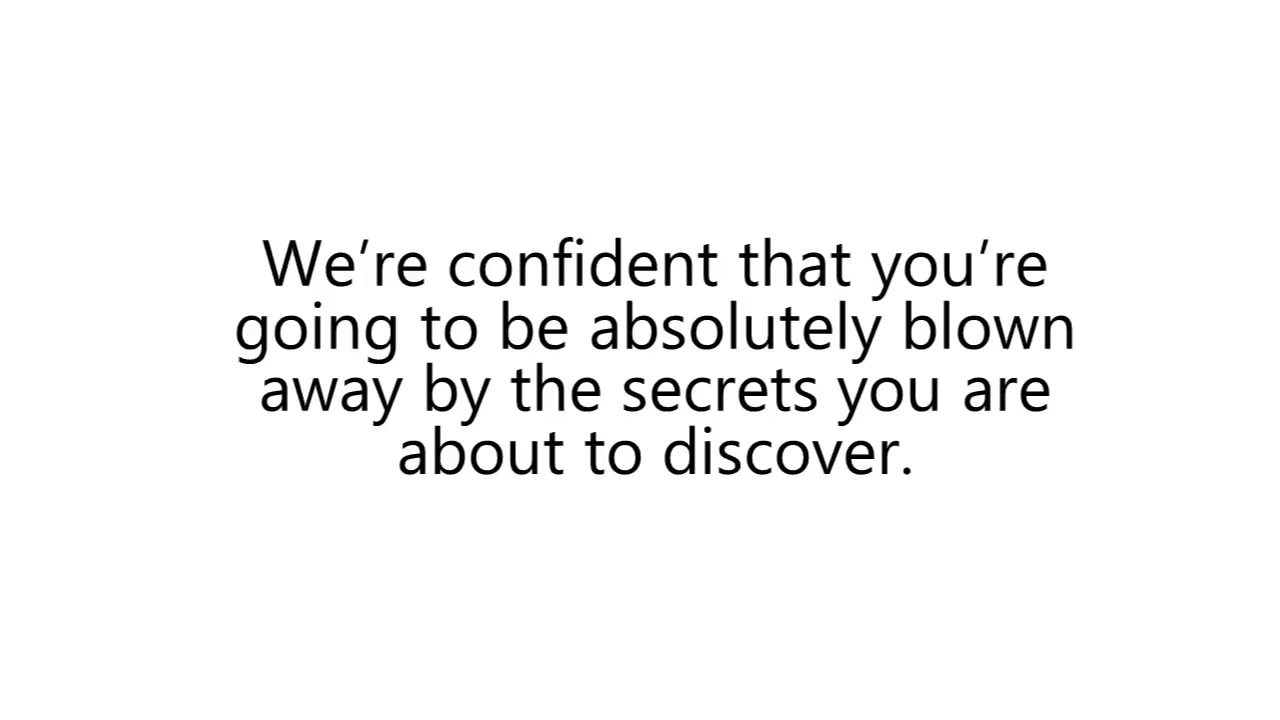 We’re confident that you’re
going to be absolutely blown
away by the secrets you are
about to discover.